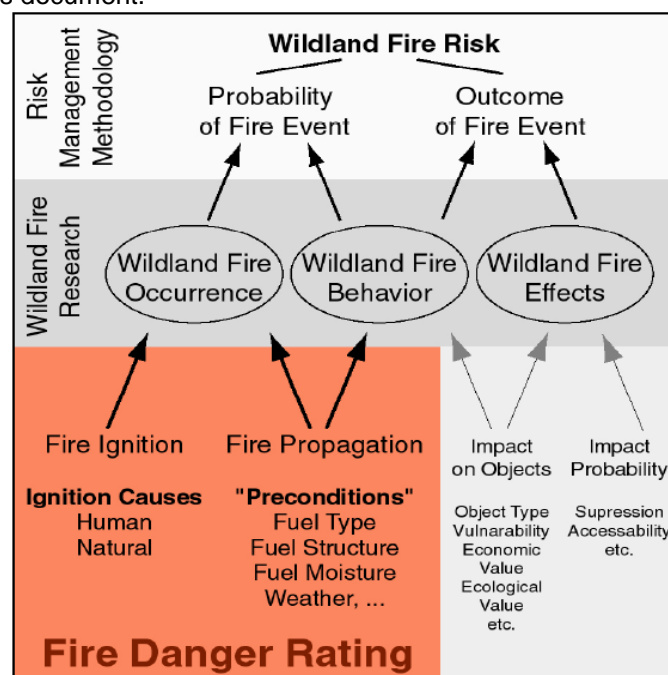 s document.
Risk
Management
Methodology
Wildland Fire Risk
Probability
of Fire Event
Outcome
of Fire Event
Wildland Fire
Research
Wildland Fire
Occurrence
Wildland Fire
Behavior
Wildland Fire
Effects
Fire Ignition
Ignition Causes
Human
Natural
Fire Propagation
"Preconditions"
Fuel Type
Fuel Structure
Fuel Moisture
Weather, ...
Impact
on Objects
Object Type
Vulnarability
Economic
Value
Ecological
Value
etc.
Impact
Probability
Supression
Accessability
etc.
Fire Danger Rating